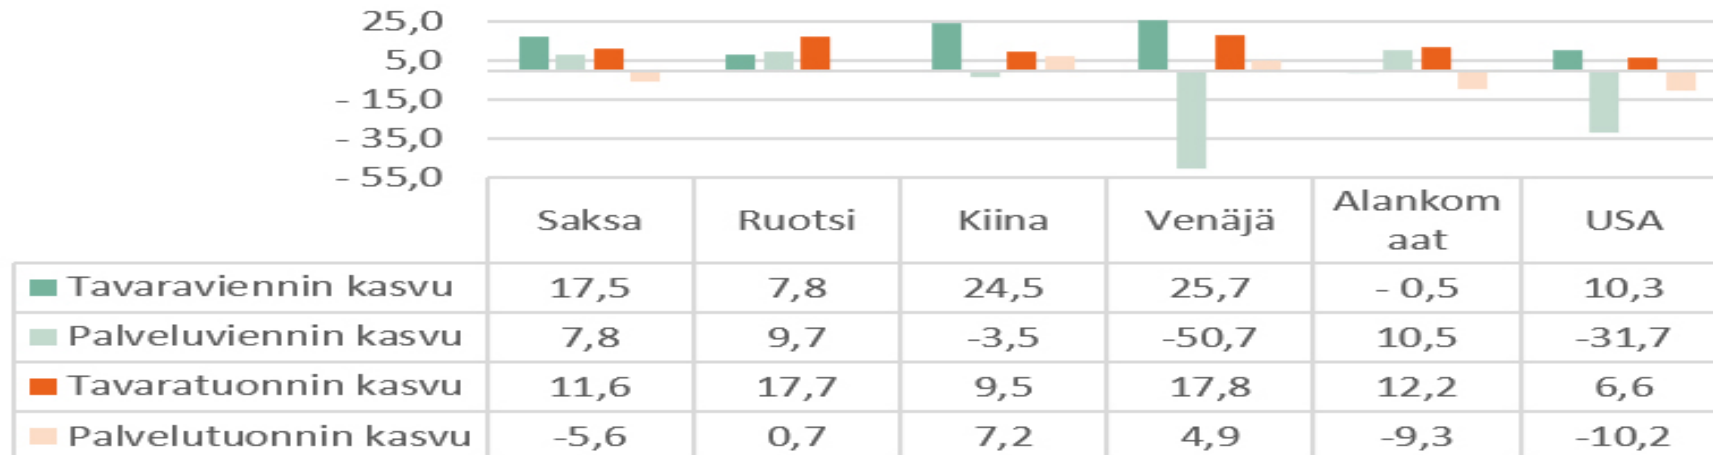 25,0
5,0
- 15,0
- 35,0
- 55,0
Saksa Ruotsi Kiina Venäjä Alankom
aat USA
Tavaraviennin kasvu 17,5 7,8 24,5 25,7 - 0,5 10,3
Palveluviennin kasvu 7,8 9,7 -3,5 -50,7 10,5 -31,7
Tavaratuonnin kasvu 11,6 17,7 9,5 17,8 12,2 6,6
Palvelutuonnin kasvu -5,6 0,7 7,2 4,9 -9,3 -10,2